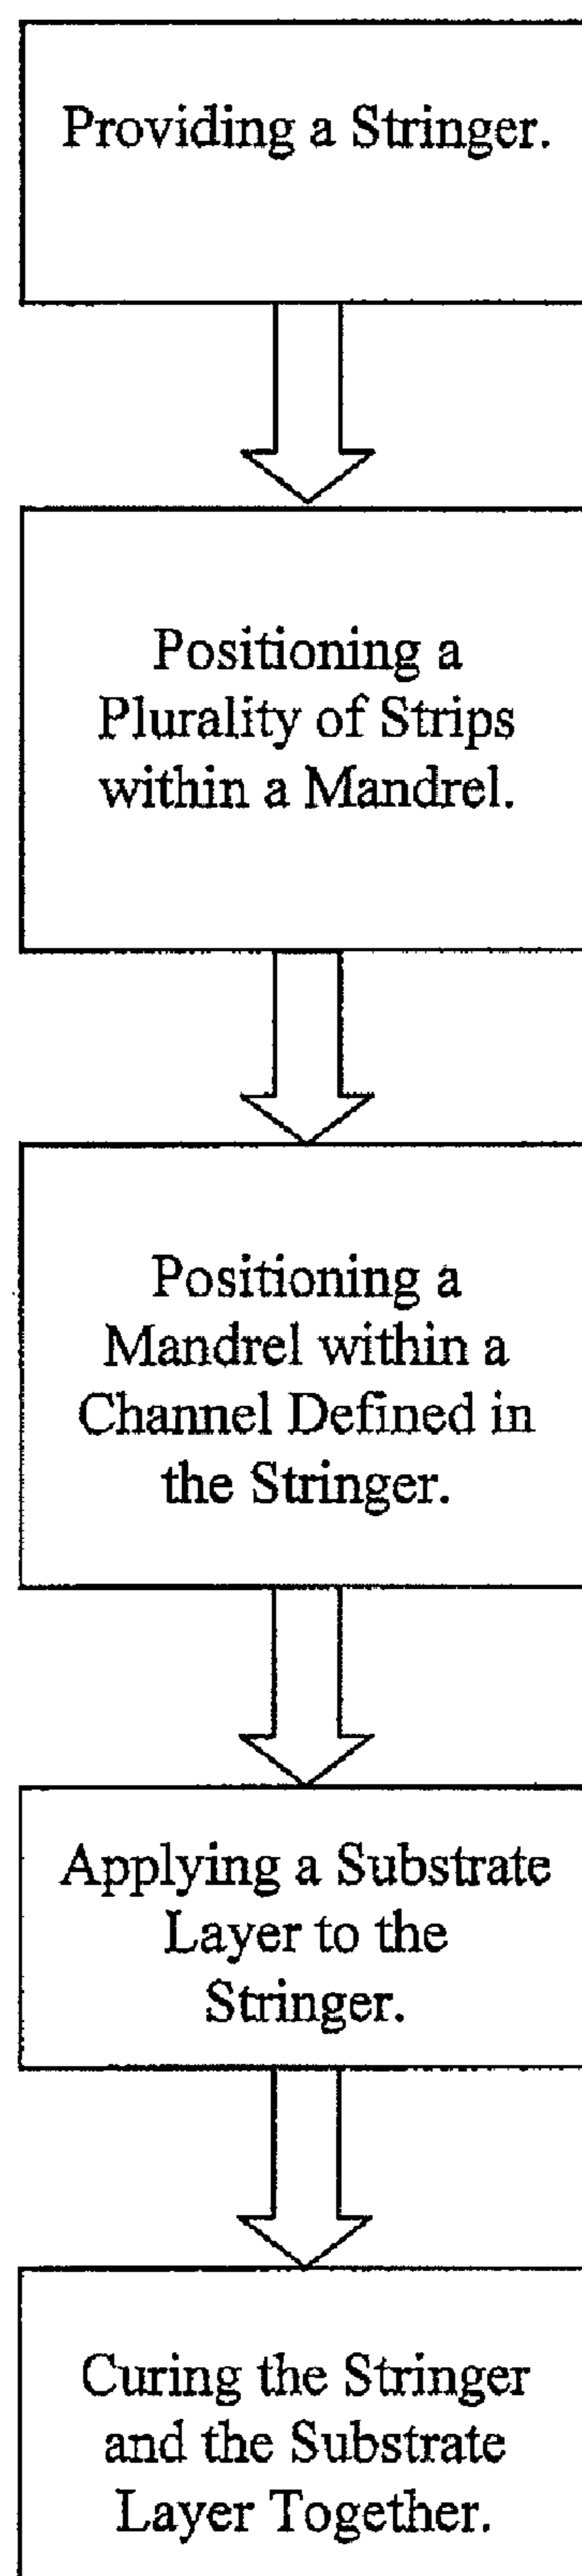 Providing a Stringer.
Positioning a
Plurality of Strips
within a Mandrel.
Positioning a
Mandrel within a
Channel Defined in
the Stringer.
Applying a Substrate
Layer to the
Stringer.
Curing the Stringer
and the Substrate
Layer Together.